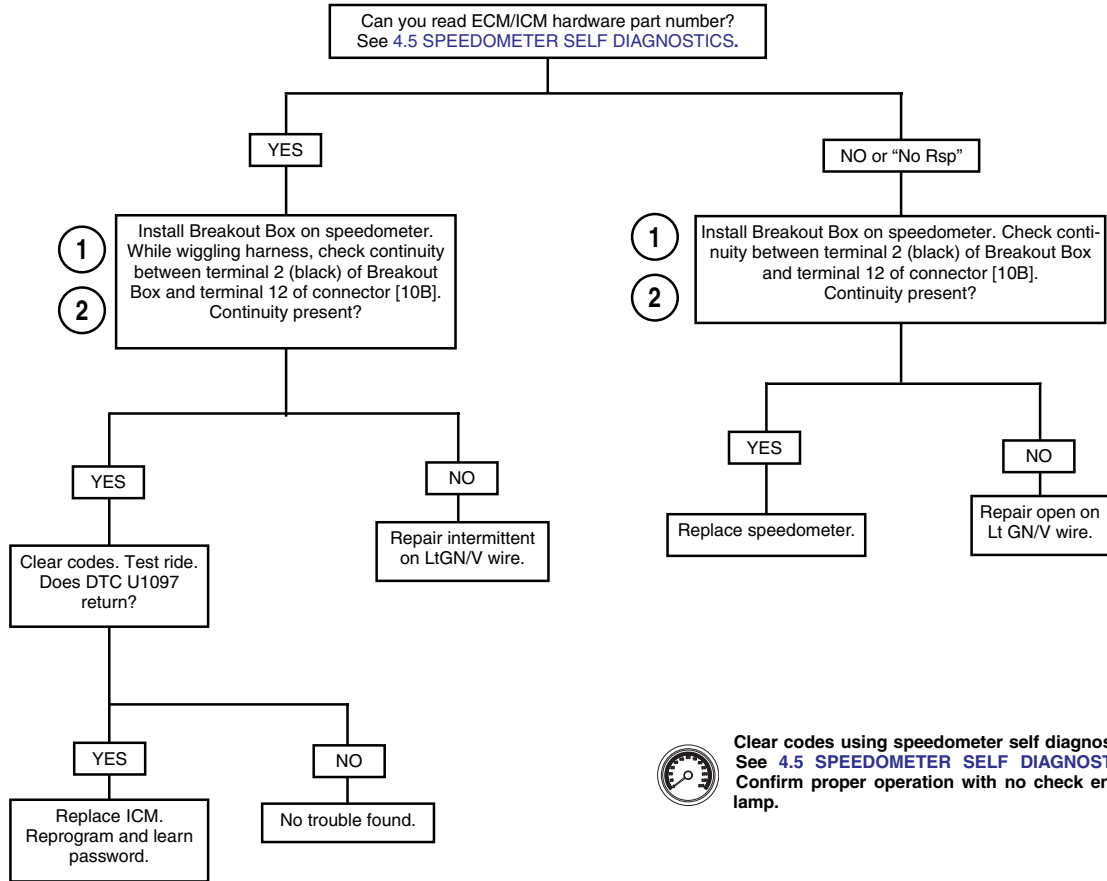 Can you read ECM/ICM hardware part number?
See 4.5 SPEEDOMETER SELF DIAGNOSTICS.
YES
NO or “No Rsp”
1
2
Install Breakout Box on speedometer.
While wiggling harness, check continuity
between terminal 2 (black) of Breakout
Box and terminal 12 of connector [10B].
Continuity present?
1
2
Install Breakout Box on speedometer. Check conti-
nuity between terminal 2 (black) of Breakout Box
and terminal 12 of connector [10B].
Continuity present?
YES
NO
YES
NO
Clear codes. Test ride.
Does DTC U1097
return?
Repair intermittent
on LtGN/V wire.
Replace speedometer.
Repair open on
Lt GN/V wire.
YES
NO
Replace ICM.
Reprogram and learn
password.
No trouble found.
Clear codes using speedometer self
See 4.5 SPEEDOMETER SELF
Confirm proper operation with no check
lamp.